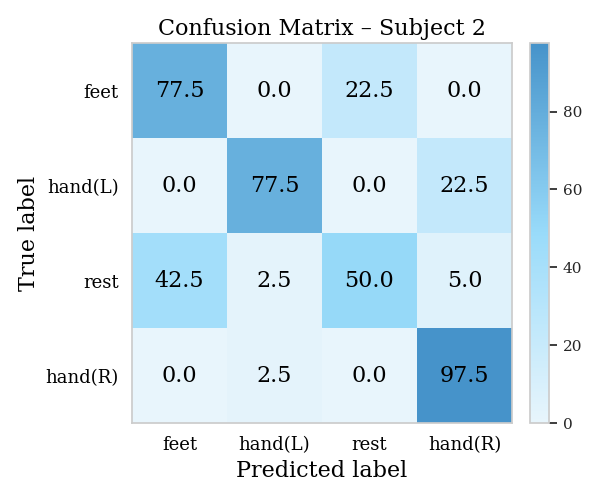 Confusion Matrix – Subject 2
feet 77.5 0.0 22.5 0.0
hand(L) 0.0 77.5 0.0 22.5
rest 42.5 2.5 50.0 5.0
hand(R) 0.0 2.5 0.0 97.5
feet hand(L) rest hand(R)
Predicted label
True label
80
60
40
20
0